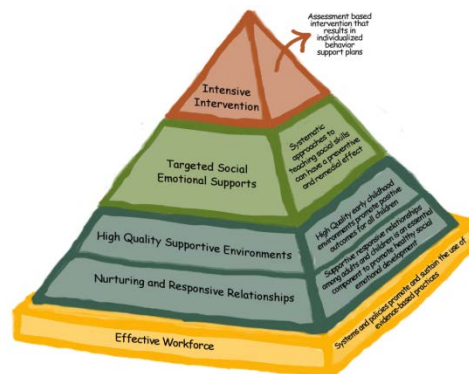 Assessment based
intervention that
results in
individualized
behavior
support plans
Intensive
Intervention
Systematic
approaches to
teaching social skills
can have a preventive
and remedial effect
Targeted Social
Emotional Supports
High Quality early childhood
environments promote positive
outcomes for all children
High Quality Supportive Environments
Supportive responsive relationships
among adults and children is an essential
component to promote healthy social
emotional development
Nurturing and Responsive Relationships
Systems and policies promote and sustain the use of
evidence-based practices
Effective Workforce